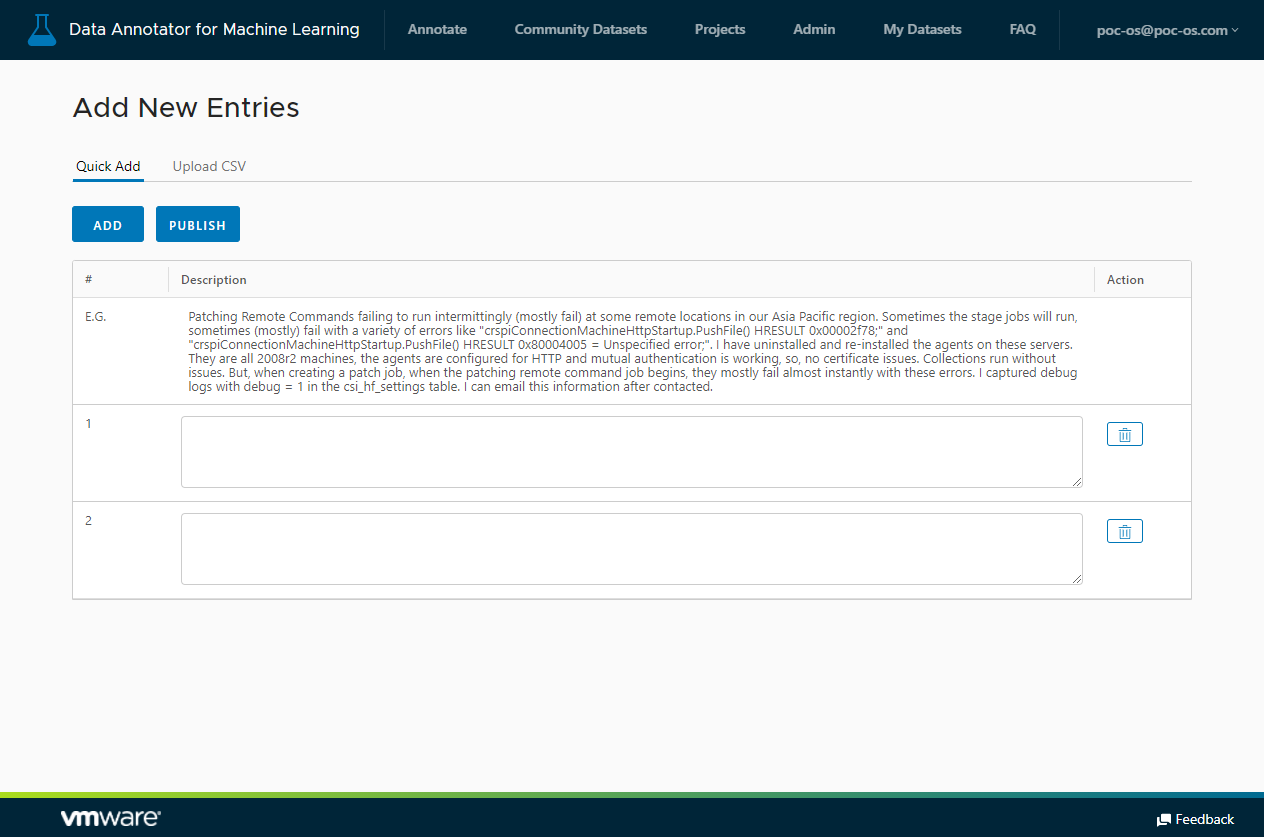 Data Annotator for Machine Learning
Annotate
Community Datasets
Projects
Admin
My Datasets
FAQ
poc-os@poc-os.com
Add New Entries
Quick Add
Upload CSV
ADD
PUBLISH
# Description Action
E.G.
Patching Remote Commands failing to run intermittingly (mostly fail) at some remote locations in our Asia Pacific region. Sometimes the stage jobs will run,
sometimes (mostly) fail with a variety of errors like "crspiConnectionMachineHttpStartup.PushFile() HRESULT 0x00002f78;" and
"crspiConnectionMachineHttpStartup.PushFile() HRESULT 0x80004005 = Unspecified error;". I have uninstalled and re-installed the agents on these servers.
They are all 2008r2 machines, the agents are configured for HTTP and mutual authentication is working, so, no certificate issues. Collections run without
issues. But, when creating a patch job, when the patching remote command job begins, they mostly fail almost instantly with these errors. I captured debug
logs with debug = 1 in the csi_hf_settings table. I can email this information after contacted.
1
2
vmware
Feedback